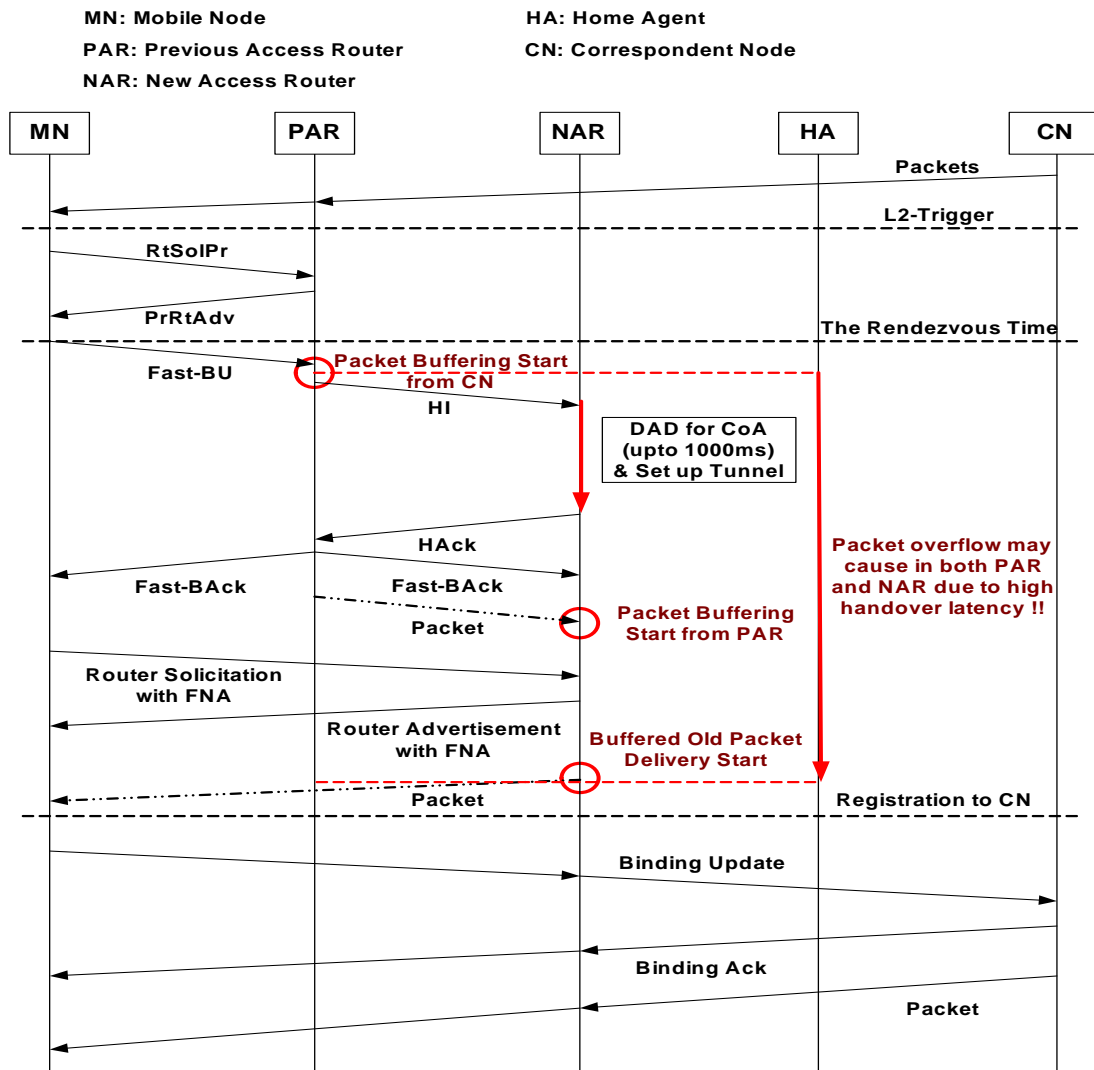 MN: Mobile Node
HA: Home Agent
PAR: Previous Access Router
CN: Correspondent Node
NAR: New Access Router
MN
PAR
NAR
HA
CN
Packets
L2-Trigger
RtSolPr
PrRtAdv
The Rendezvous Time
Fast-BU
Packet Buffering Start
from CN
HI
DAD for CoA
(upto 1000ms)
& Set up Tunnel
HAck
Fast-BAck
Fast-BAck
Packet
Packet Buffering
Start from PAR
Packet overflow may
cause in both PAR
and NAR due to high
handover latency !!
Router Solicitation
with FNA
Router Advertisement
with FNA
Buffered Old Packet
Delivery Start
Packet
Registration to CN
Binding Update
Binding Ack
Packet